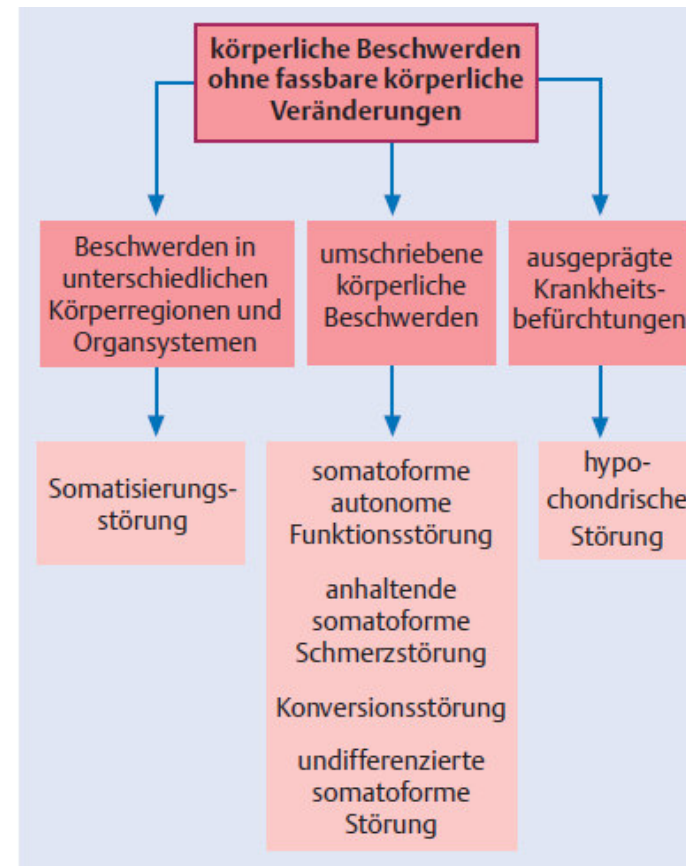 körperliche Beschwerden
ohne fassbare körperliche
Veränderungen
Beschwerden in
unterschiedlichen
Körperregionen und
Organsystemen
umschriebene
körperliche
Beschwerden
ausgeprägte
Krankheits-
befürchtungen
Somatisierungs-
störung
somatoforme
autonome
Funktionsstörung
anhaltende
somatoforme
Schmerzstörung
Konversionsstörung
undifferenzierte
somatoforme
Störung
hypo-
chondrische
Störung